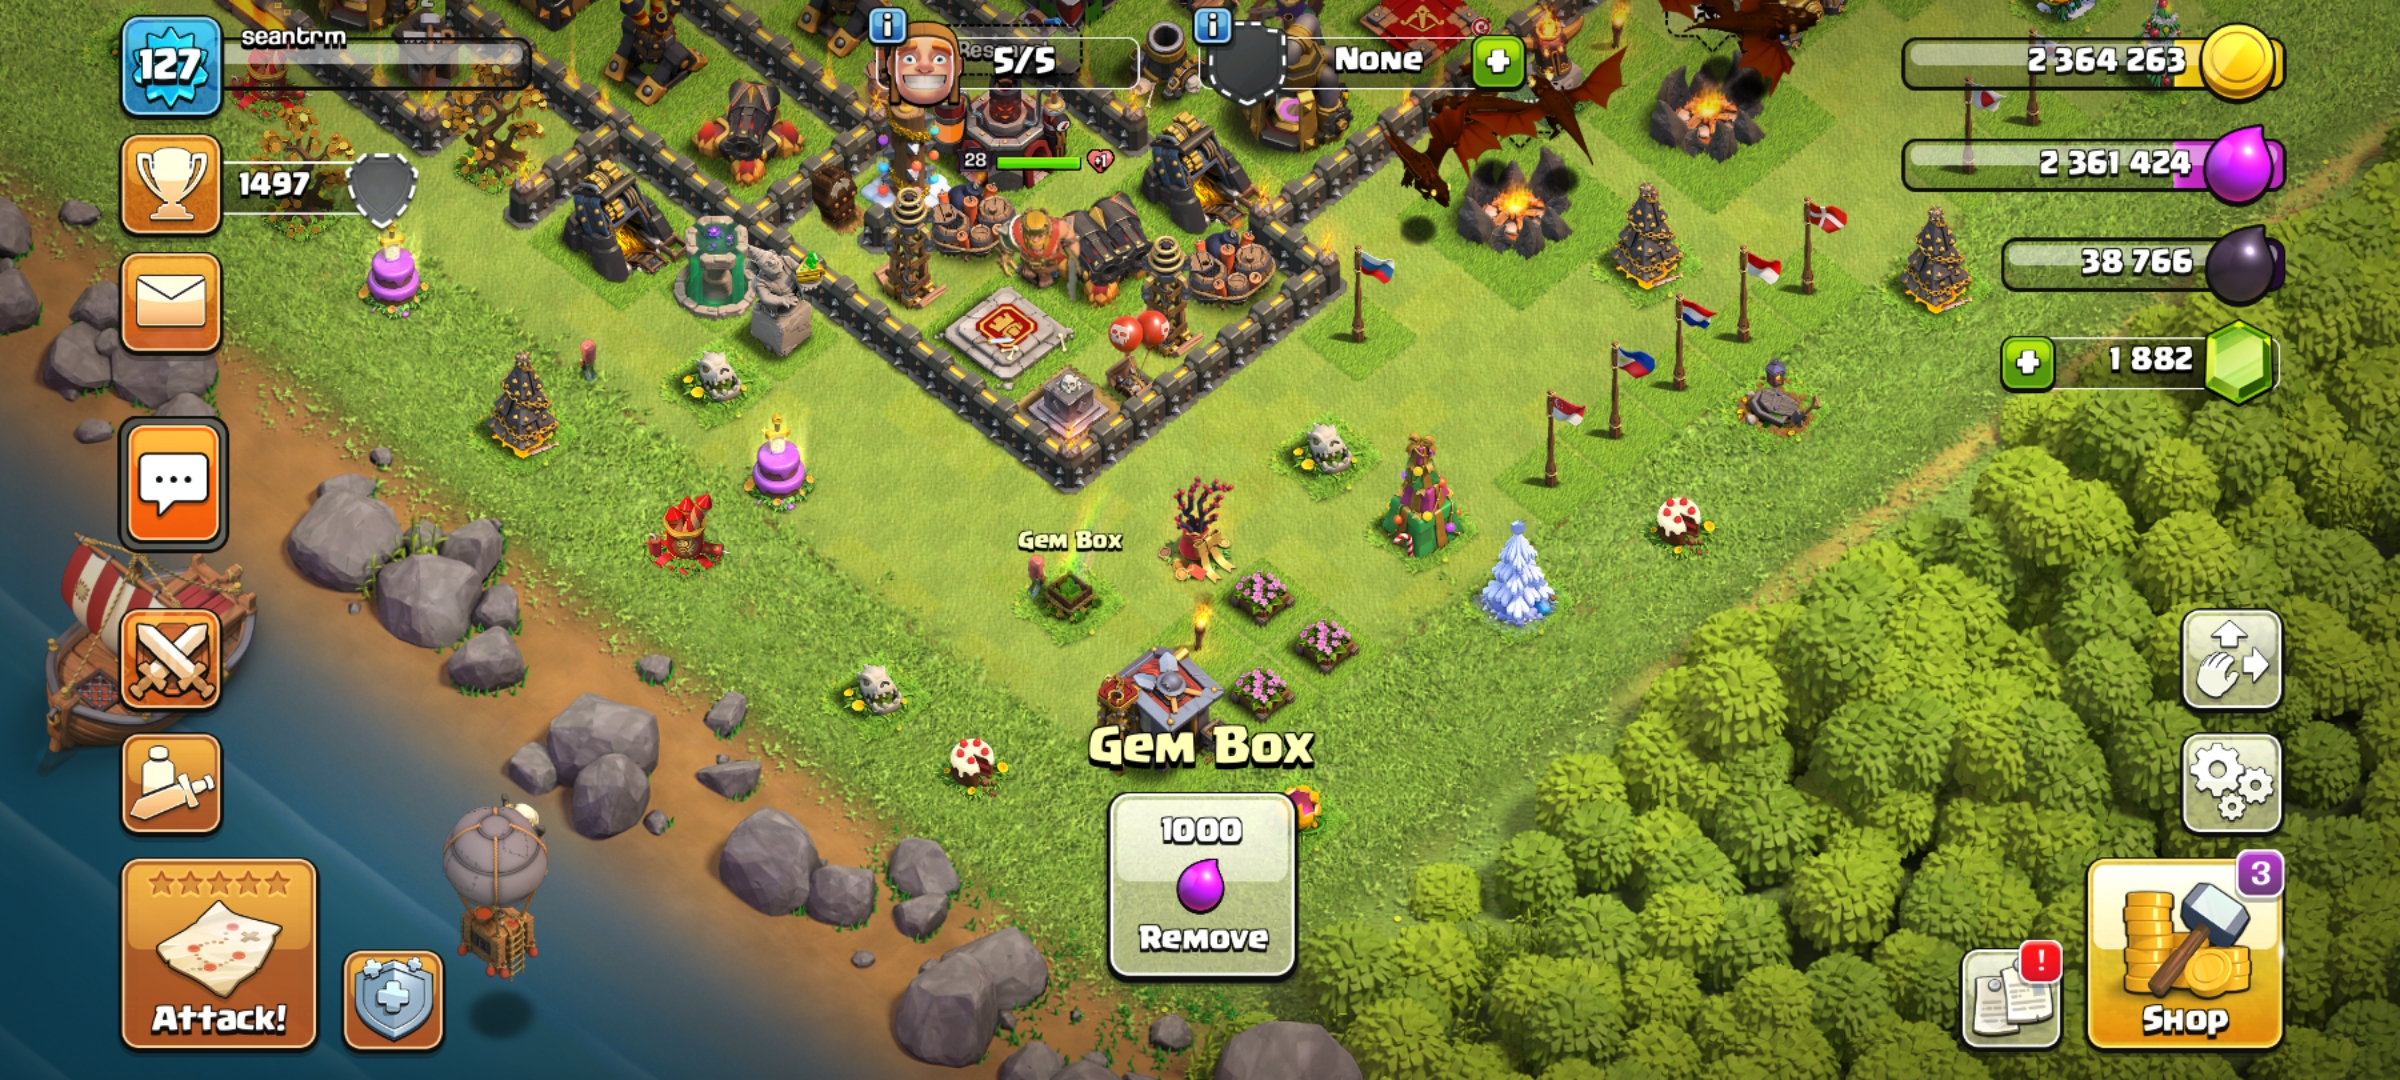 127
seantrm
5/5
None
2 364 263
1497
28
+1
2 361 424
38 766
1 882
Gem Box
Gem Box
1000
Remove
Attack!
3
!
Shop